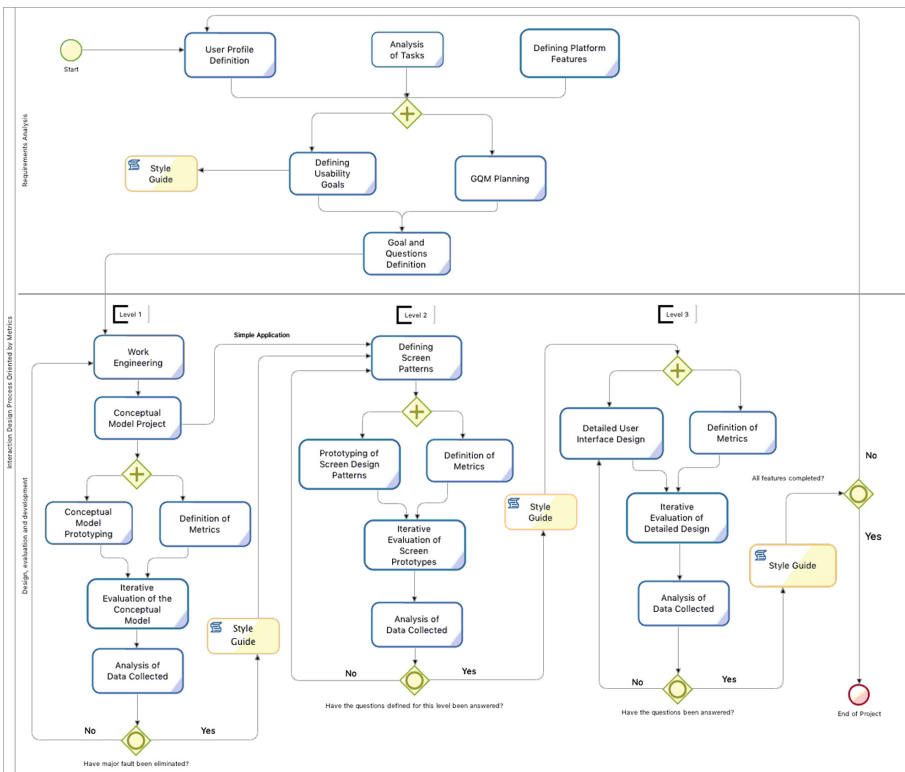 Interaction Design Process Oriented by Metrics
Requirements Analysis
Start
User Profile
Definition
Analysis
of Tasks
Defining Platform
Features
Style
Guide
Defining
Usability
Goals
GQM Planning
Goal and
Questions
Definition
Design, evaluation and development
Level 1
Work
Engineering
Conceptual
Model Project
Simple Application
Conceptual
Model
Prototyping
Definition of
Metrics
Iterative
Evaluation of the
Conceptual
Model
Analysis of
Data Collected
No
Yes
Have major fault been eliminated?
Style
Guide
Level 2
Defining
Screen
Patterns
Prototyping of
Screen Design
Patterns
Definition of
Metrics
Iterative
Evaluation of
Screen
Prototypes
Analysis of
Data Collected
No
Yes
Have the questions defined for this level been answered?
Style
Guide
Level 3
Detailed User
Interface Design
Definition of
Metrics
Iterative
Evaluation of
Detailed Design
Analysis of
Data Collected
No
Yes
Have the questions been answered?
Style Guide
All features completed?
No
Yes
End of Project